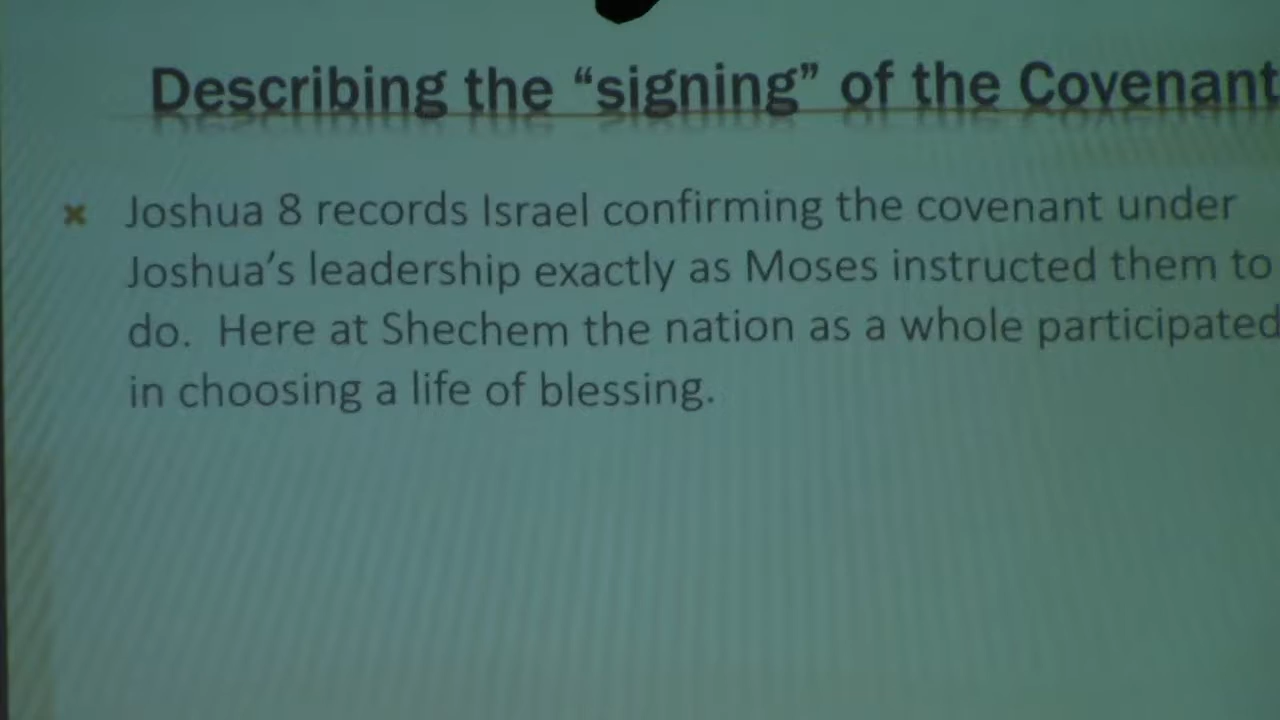 Describing the “signing” of the Covenant
Joshua 8 records Israel confirming the covenant under
Joshua’s leadership exactly as Moses instructed them to
do. Here at Shechem the nation as a whole participated
in choosing a life of blessing.